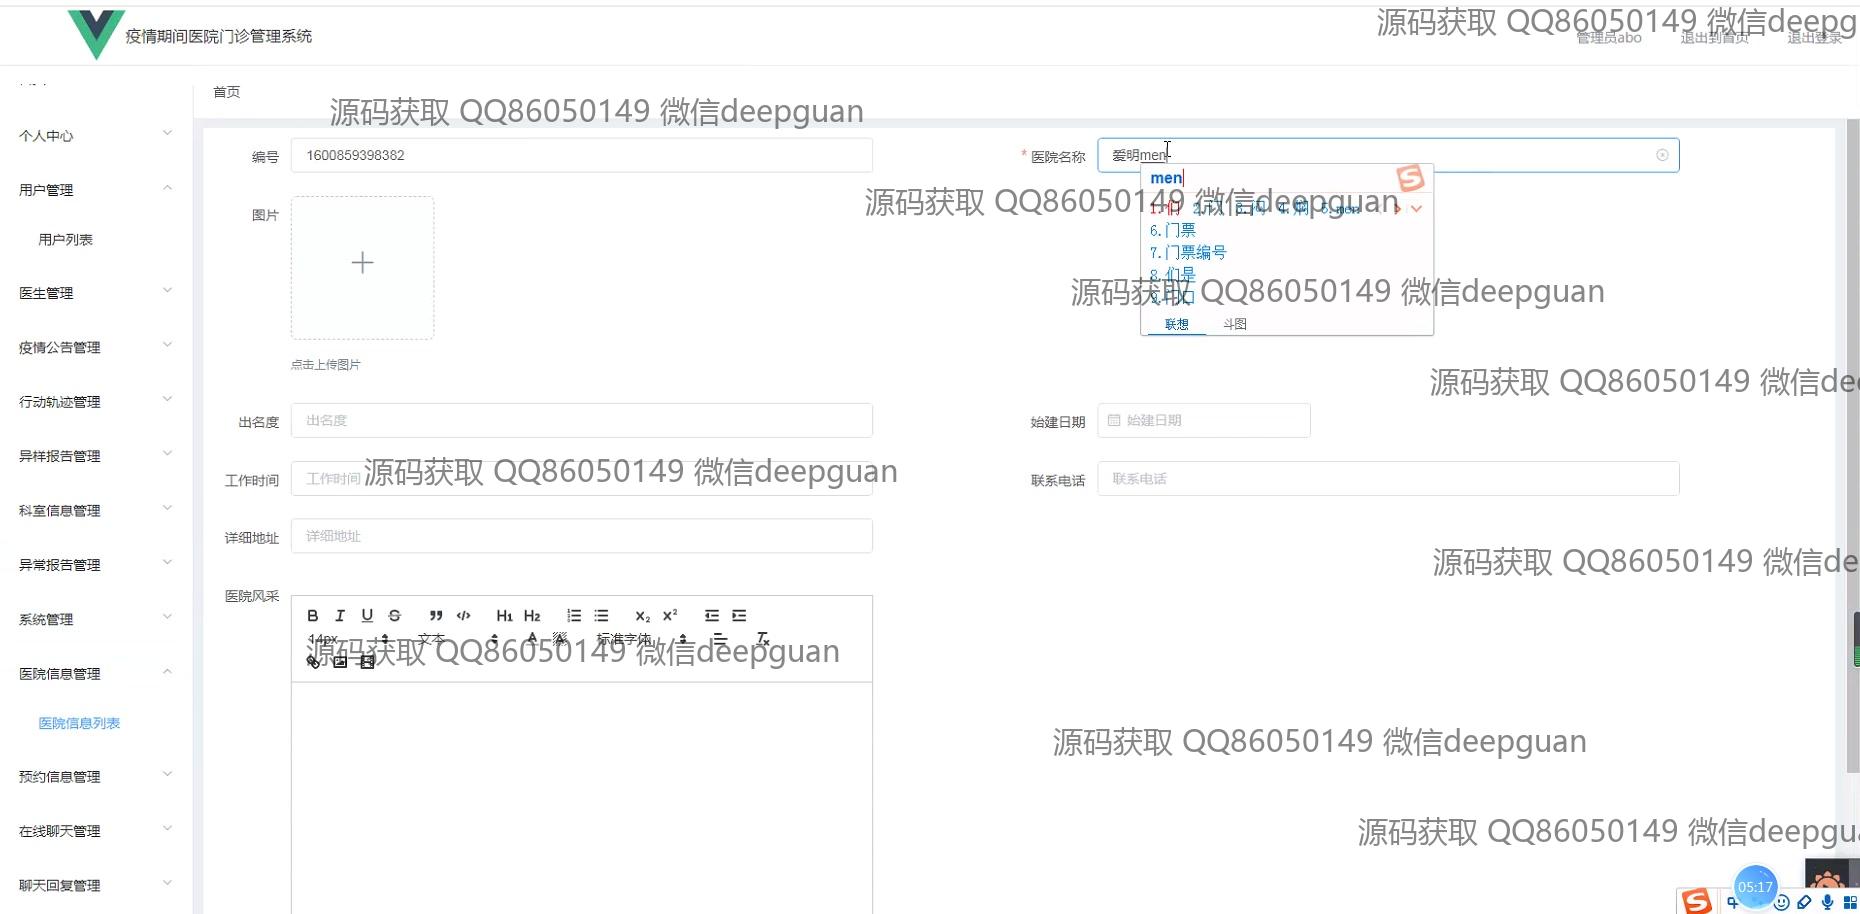 疫情期间医院门诊管理系统
源码获取 QQ86050149 微信deepg
管理员abo 退出到首页 退出登录
首页
源码获取 QQ86050149 微信deepguan
个人中心
用户管理
用户列表
医生管理
疫情公告管理
行动轨迹管理
异样报告管理
科室信息管理
异常报告管理
系统管理
医院信息管理
医院信息列表
预约信息管理
在线聊天管理
聊天回复管理
编号 1600859398382
* 医院名称 爱明men
men
源码获取 QQ86050149 微信deepguan
1.们 5.men
6.门票
7.门票编号
8.们是
源码获取 QQ86050149 微信deepguan
联想 斗图
图片
点击上传图片
源码获取 QQ86050149 微信de
出名度 出名度
始建日期 始建日期
工作时间 工作时间
源码获取 QQ86050149 微信deepguan
联系电话 联系电话
详细地址 详细地址
源码获取 QQ86050149 微信de
医院风采
B I U S ” </> H1 H2 X2 X2
14px 文本 A 标准字体 Tx
源码获取 QQ86050149 微信deepguan
源码获取 QQ86050149 微信deepguan
源码获取 QQ86050149 微信deepgua
05:17